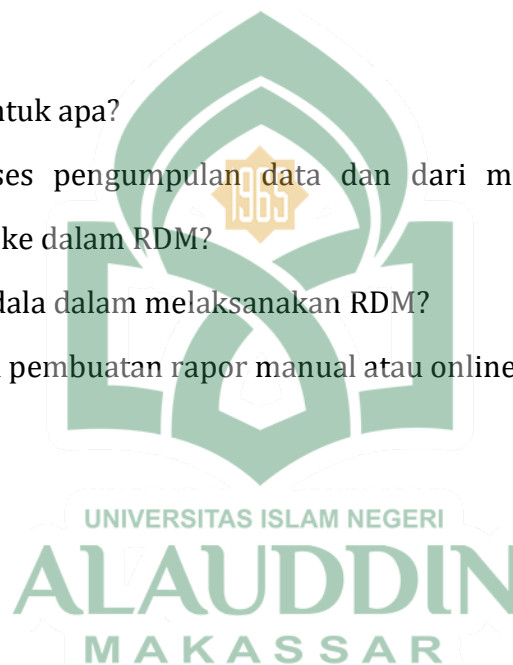 ntuk apa?
ses pengumpulan data dan dari m
ke dalam RDM?
dala dalam melaksanakan RDM?
pembuatan rapor manual atau online
1965
UNIVERSITAS ISLAM NEGERI
ALAUDDIN
MAKASSAR